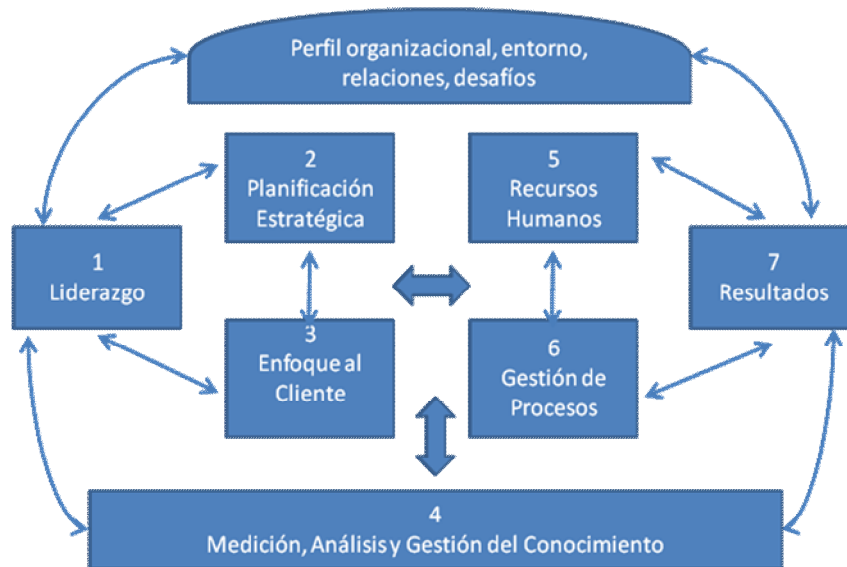 Perfil organizacional, entorno,
relaciones, desafíos
2
Planificación
Estratégica
5
Recursos
Humanos
1
Liderazgo
7
Resultados
3
Enfoque al
Cliente
6
Gestión de
Procesos
4
Medición, Análisis y Gestión del Conocimiento